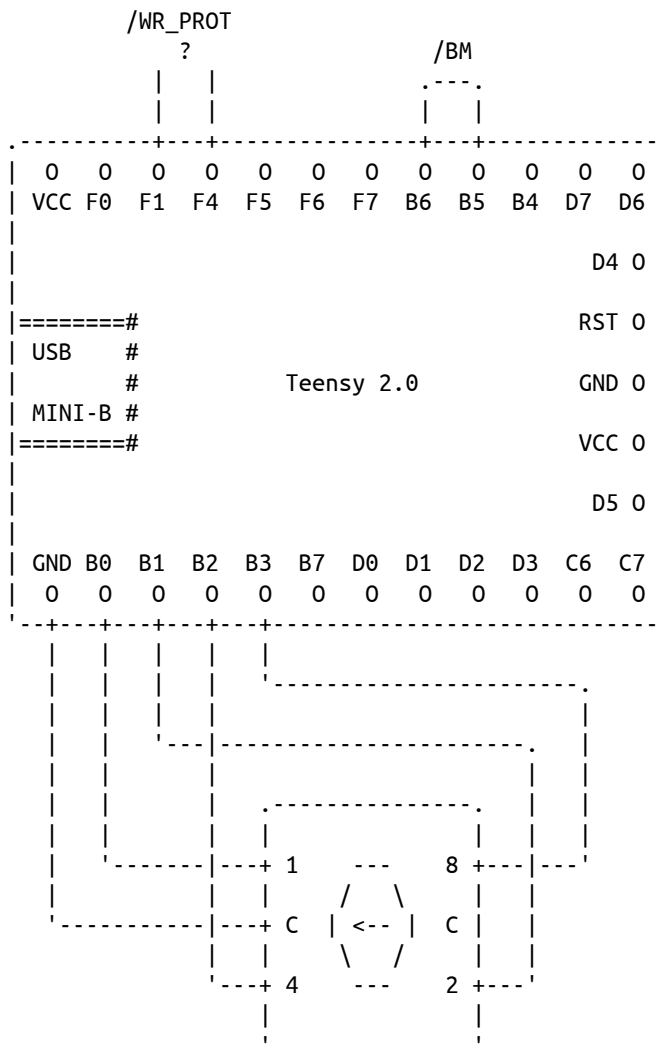 /WR_PROT
? /BM
| | .---.
| | | |
.----------+---+---------------+---+-------------
| O O O O O O O O O O O O
| VCC F0 F1 F4 F5 F6 F7 B6 B5 B4 D7 D6
|
| D4 O
|
|========# RST O
| USB #
| # Teensy 2.0 GND O
| MINI-B #
|========# VCC O
|
| D5 O
|
| GND B0 B1 B2 B3 B7 D0 D1 D2 D3 C6 C7
| O O O O O O O O O O O O
'--+---+---+---+---+-----------------------------
| | | | |
| | | | '-----------------------.
| | | | |
| | '---|-----------------------. |
| | | | |
| | | .---------------. | |
| | | | | | |
| '-------|---+ 1 --- 8 +---|---'
| | | / \ | |
'-----------|---+ C | <-- | C | |
| | \ / | |
'---+ 4 --- 2 +---'
| |
' '